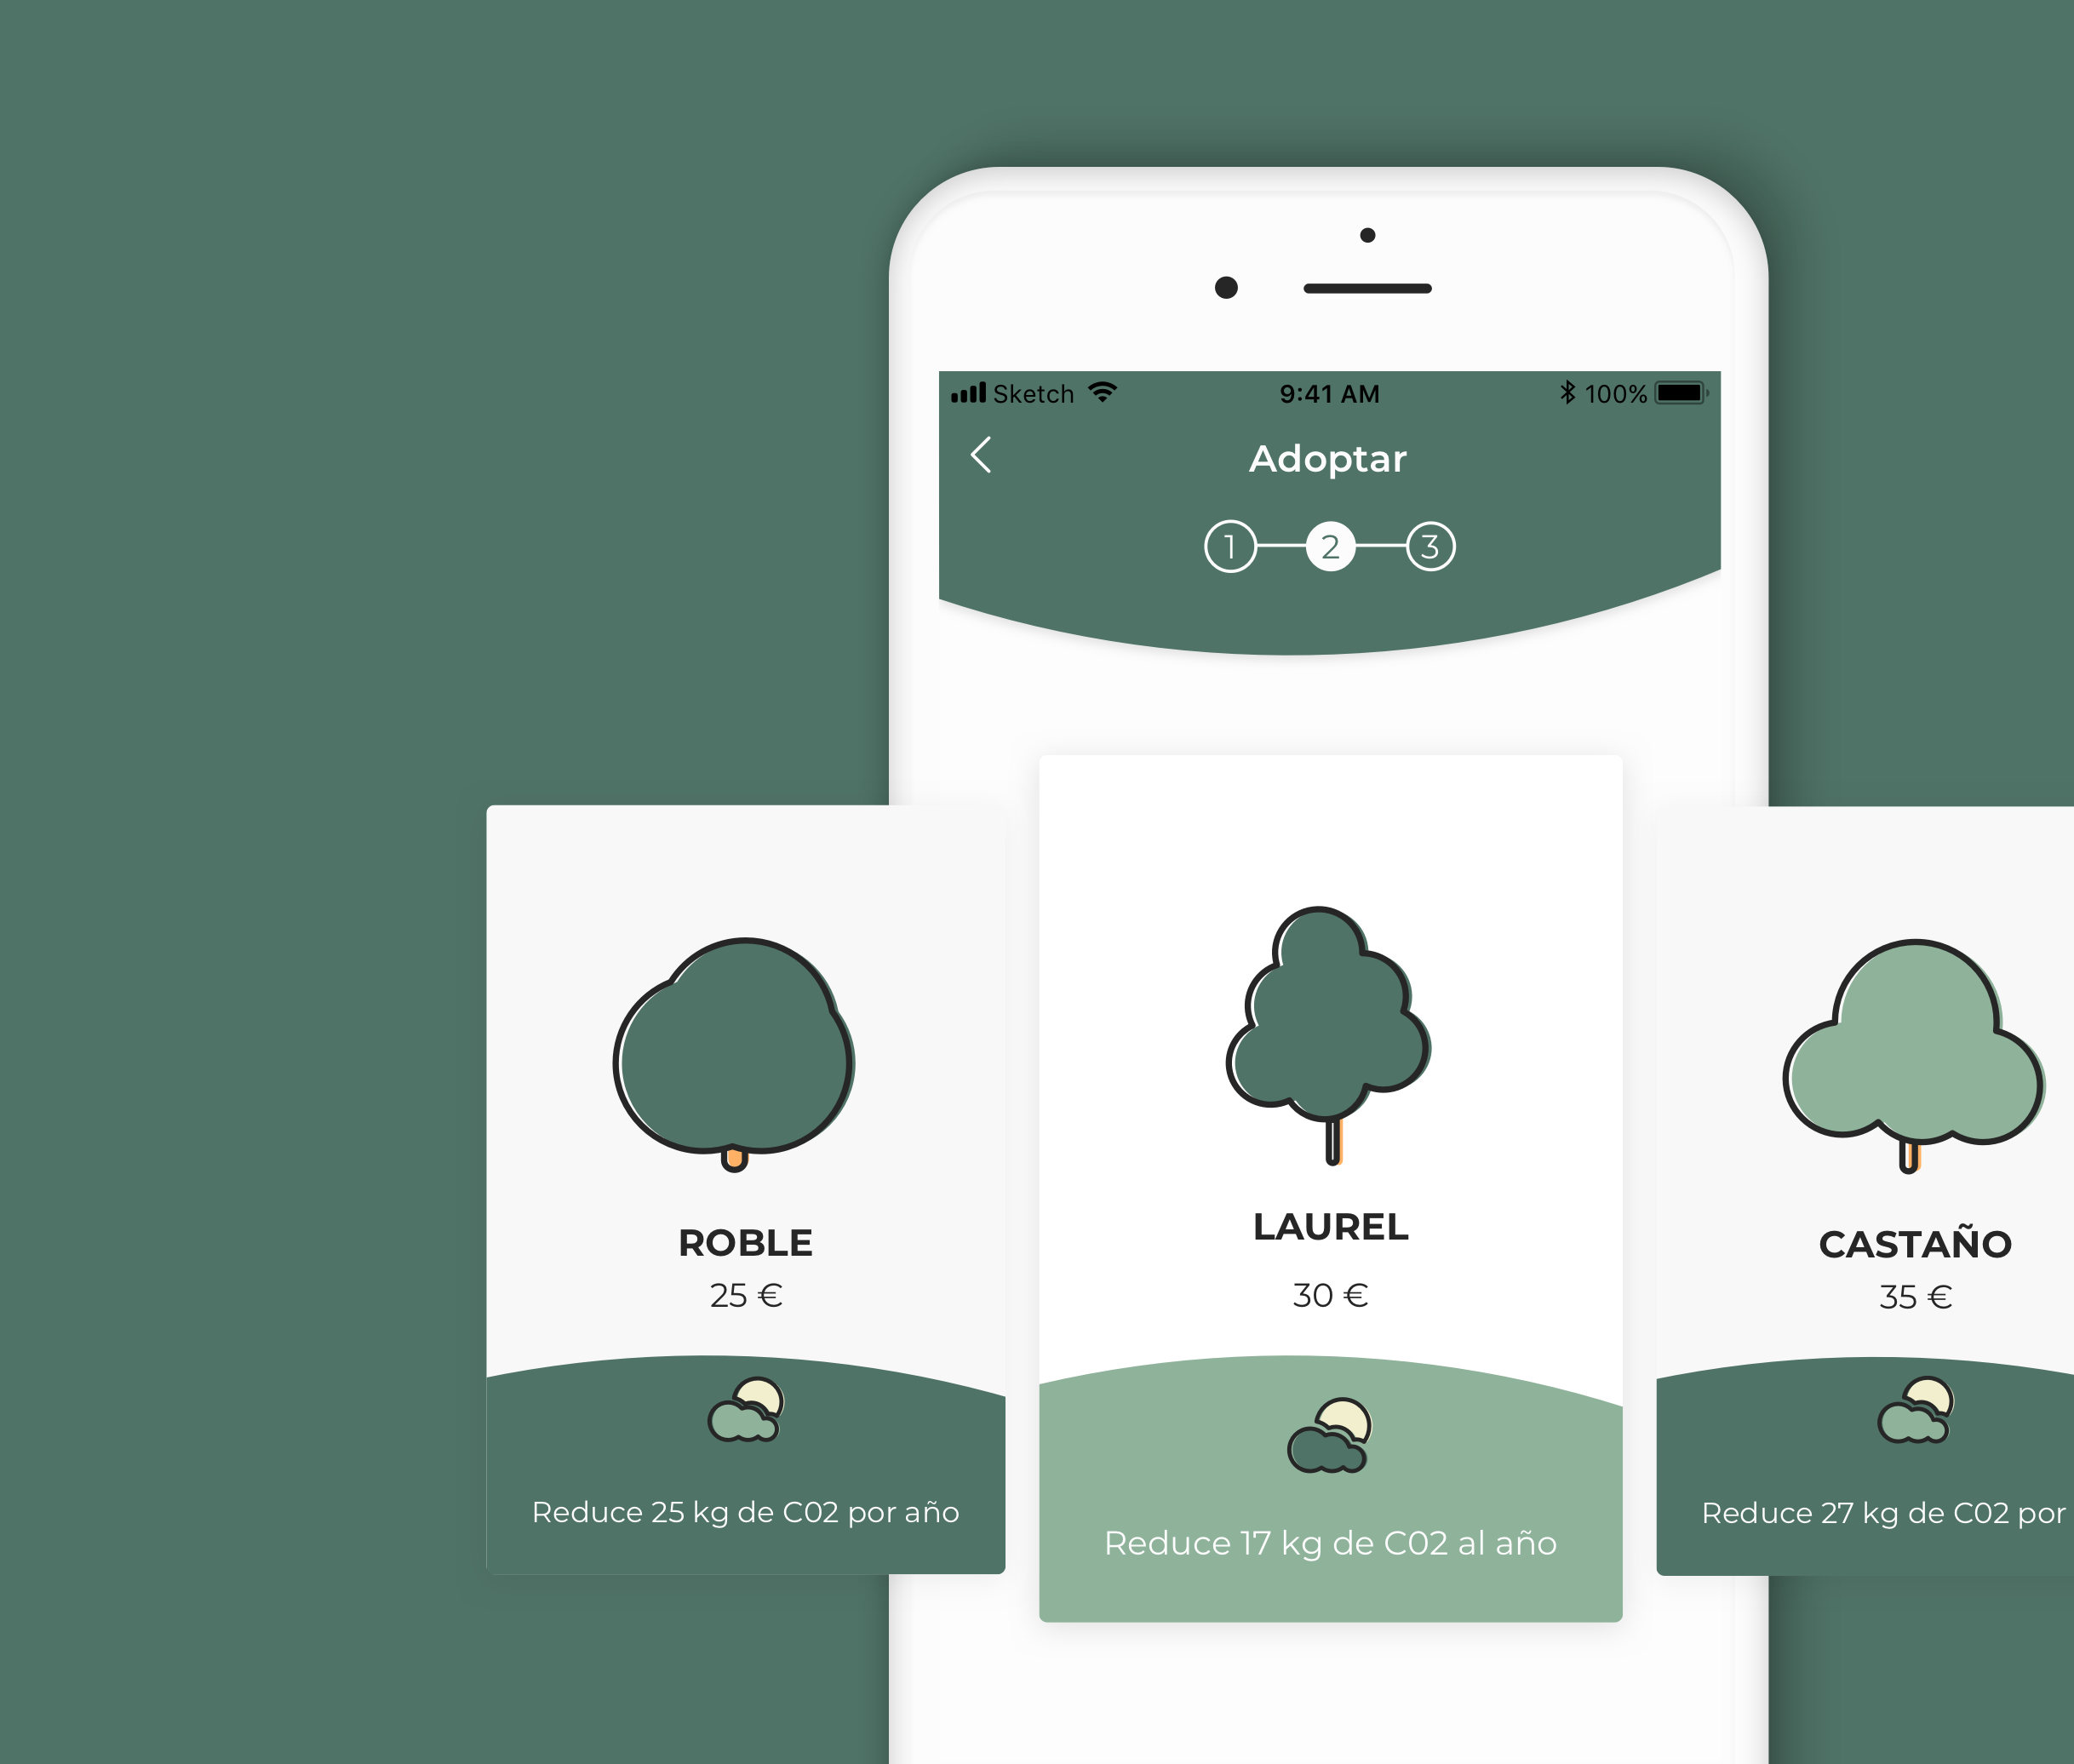 Sketch 9:41 AM 100%
Adoptar
1 2 3
ROBLE
25 €
Reduce 25 kg de C02 por año
LAUREL
30 €
Reduce 17 kg de C02 al año
CASTAÑO
35 €
Reduce 27 kg de C02 por